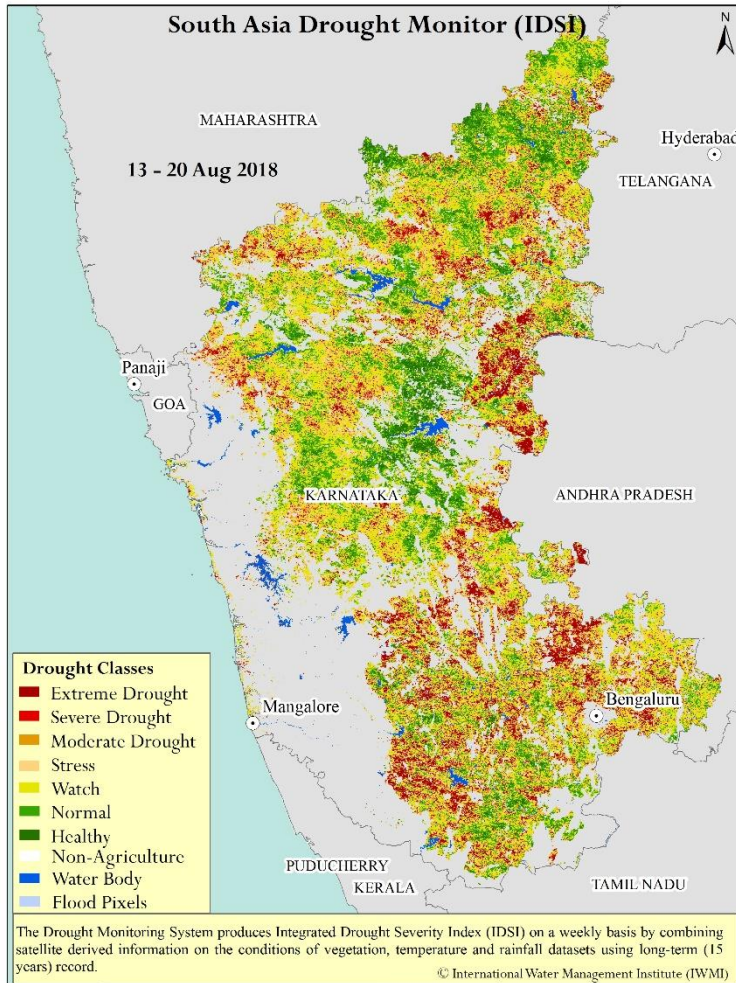 South Asia Drought Monitor (IDSI)
N
MAHARASHTRA
Hyderabad
13 - 20 Aug 2018
TELANGANA
Panaji
GOA
KARNATAKA
ANDHRA PRADESH
Drought Classes
Extreme Drought
Severe Drought
Moderate Drought
Stress
Watch
Normal
Healthy
Non-Agriculture
Water Body
Flood Pixels
Mangalore
Bengaluru
PUDUCHERRY
KERALA
TAMIL NADU
The Drought Monitoring System produces Integrated Drought Severity Index (IDSI) on a weekly basis by combining
satellite derived information on the conditions of vegetation, temperature and rainfall datasets using long-term (15
years) record.
© International Water Management Institute (IWMI)